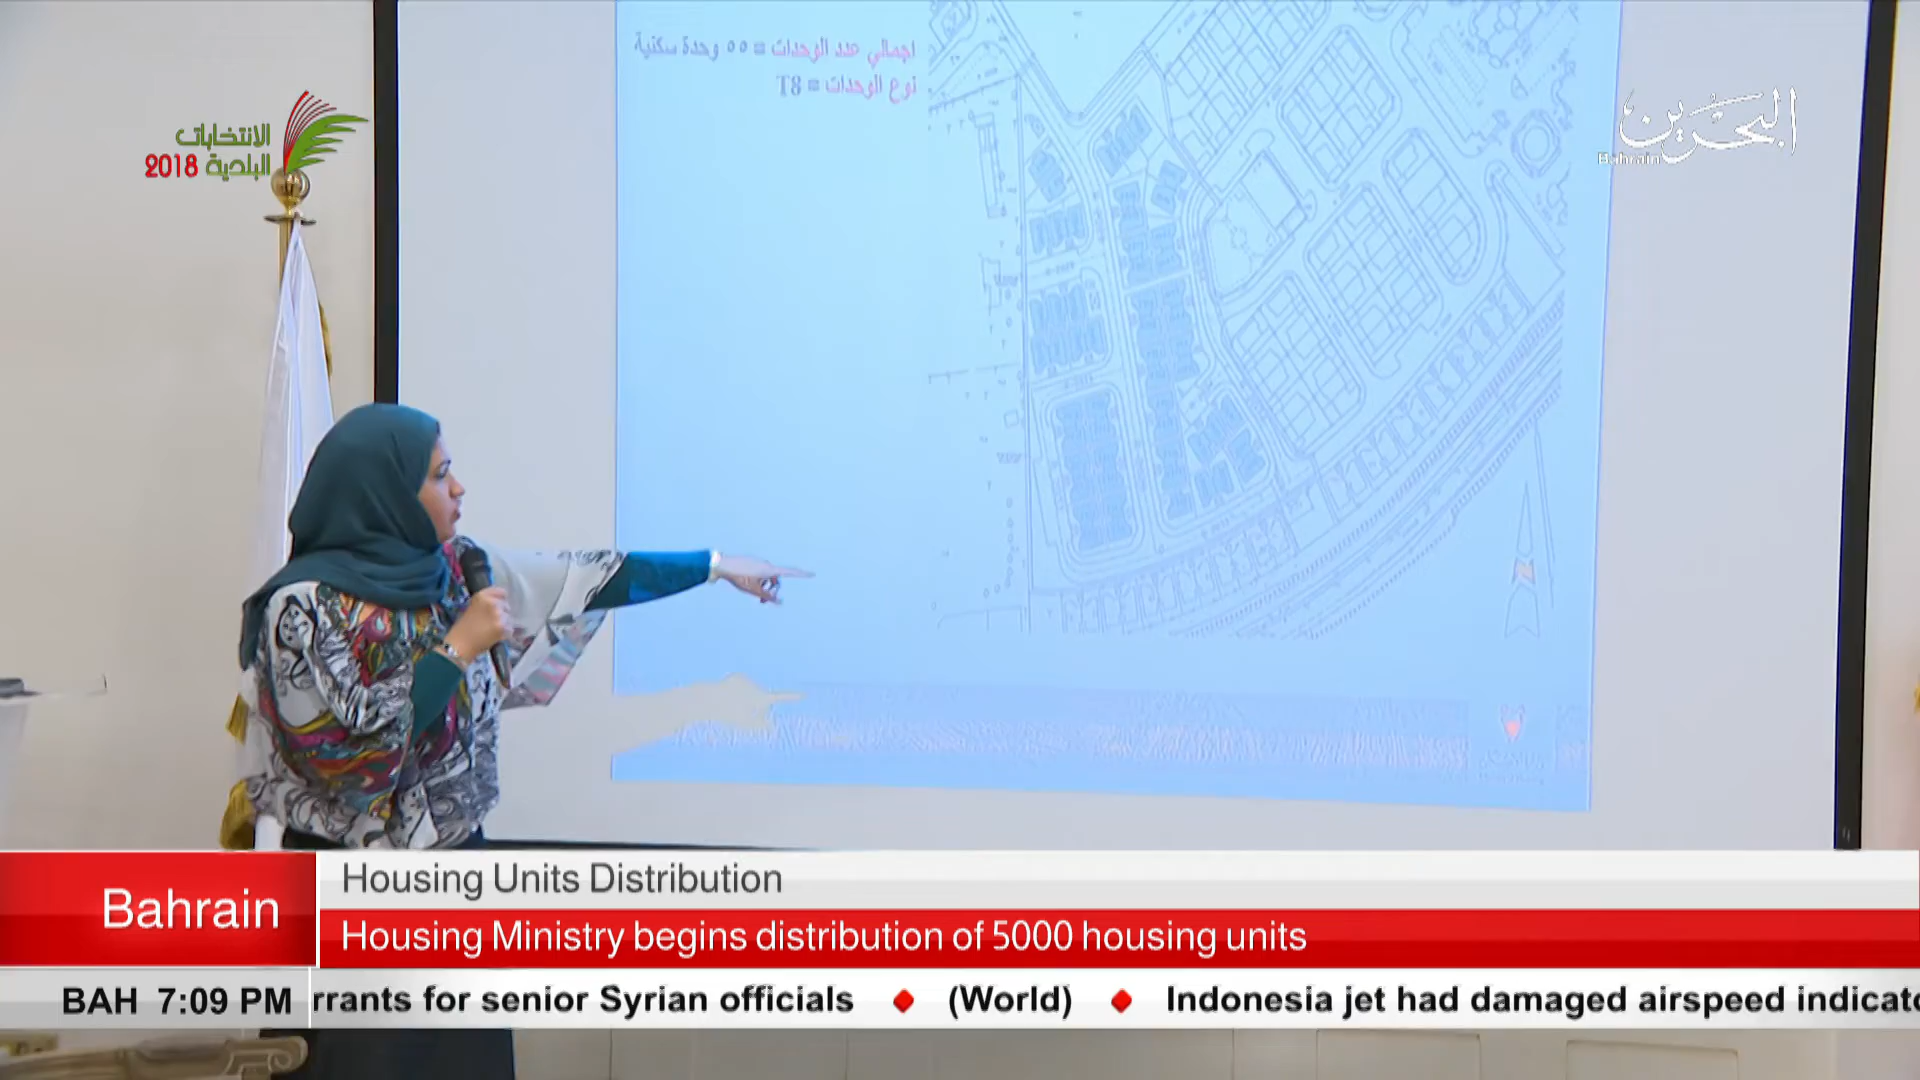 اجمالي عدد الوحدات = ٥٥ وحدة سكنية
نوع الوحدات = T8
الانتخابات
البلدية 2018
البحرين
Bahrain
Housing Units Distribution
Bahrain
Housing Ministry begins distribution of 5000 housing units
BAH 7:09 PM
rrants for senior Syrian officials ◆ (World) ◆ Indonesia jet had damaged airspeed indicato